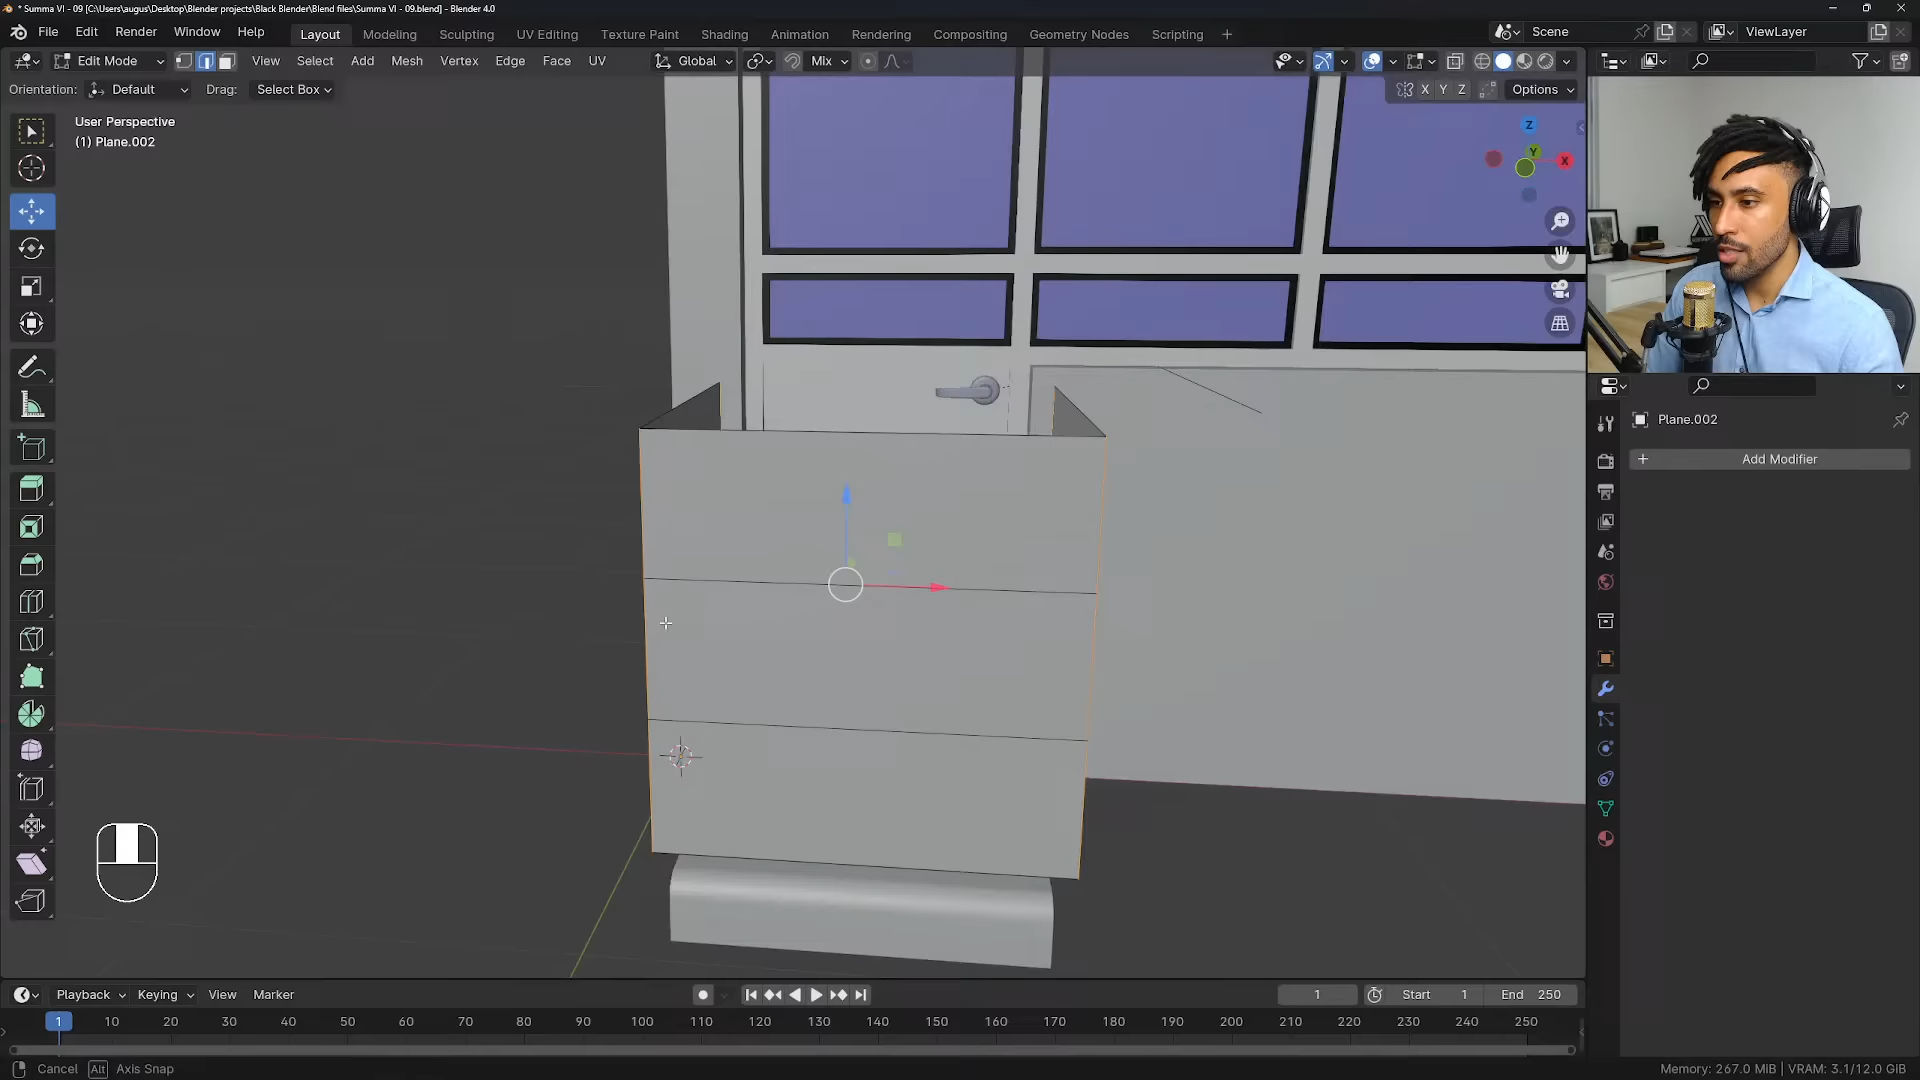 * Summa VI - 09 [C:\Users\augus\Desktop\Blender projects\Black Blender\Blend files\Summa VI - 09.blend] - Blender 4.0
File Edit Render Window Help Layout Modeling Sculpting UV Editing Texture Paint Shading Animation Rendering Compositing Geometry Nodes Scripting + Scene ViewLayer
Edit Mode View Select Add Mesh Vertex Edge Face UV Global Mix
Orientation: Default Drag: Select Box X Y Z Options
User Perspective
(1) Plane.002
Z
Y
X
Plane.002
+ Add Modifier
Playback Keying View Marker 1 Start 1 End 250
1 10 20 30 40 50 60 70 80 90 100 110 120 130 140 150 160 170 180 190 200 210 220 230 240 250
Cancel Alt Axis Snap Memory: 267.0 MiB | VRAM: 3.1/12.0 GiB